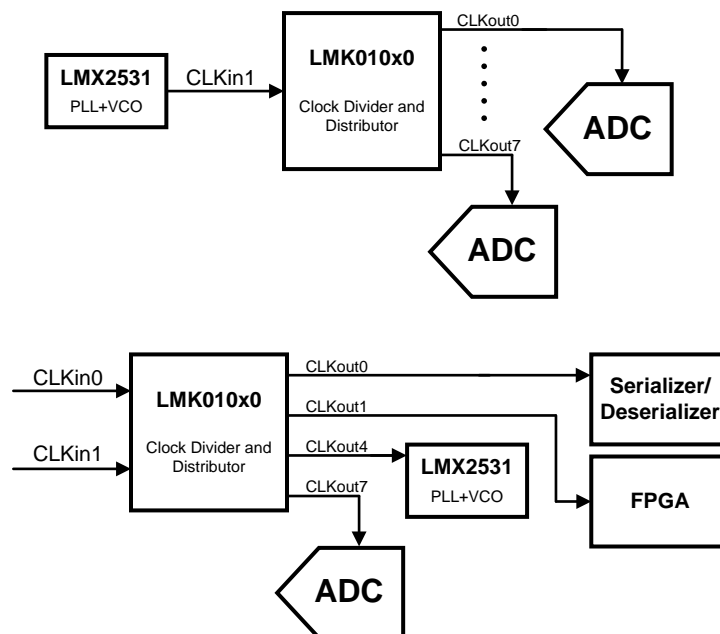 CLKout0
LMK010x0
LMX2531
CLKin1
PLL+VCO
Clock Divider and
Distributor
ADC
CLKout7
ADC
CLKin0
CLKout0
Serializer/
Deserializer
LMK010x0
CLKout1
CLKin1
Clock Divider and
Distributor
CLKout4
LMX2531
PLL+VCO
CLKout7
FPGA
ADC